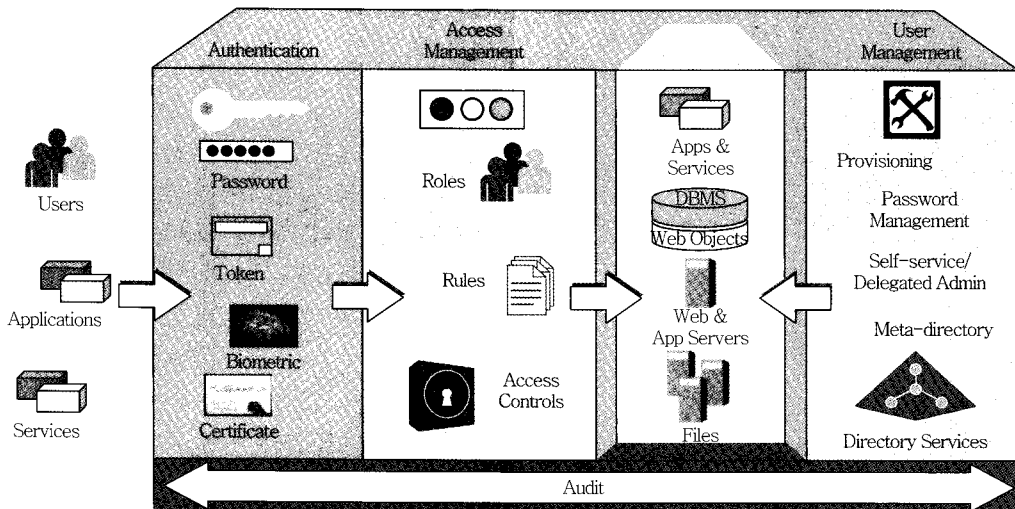 Authentication
Access
Management
User
Management
Users
Applications
Services
Password
Token
Biometric
Certificate
Roles
Rules
Access
Controls
Apps &
Services
DBMS
Web Objects
Web &
App Servers
Files
Provisioning
Password
Management
Self-service/
Delegated Admin
Meta-directory
Directory Services
Audit